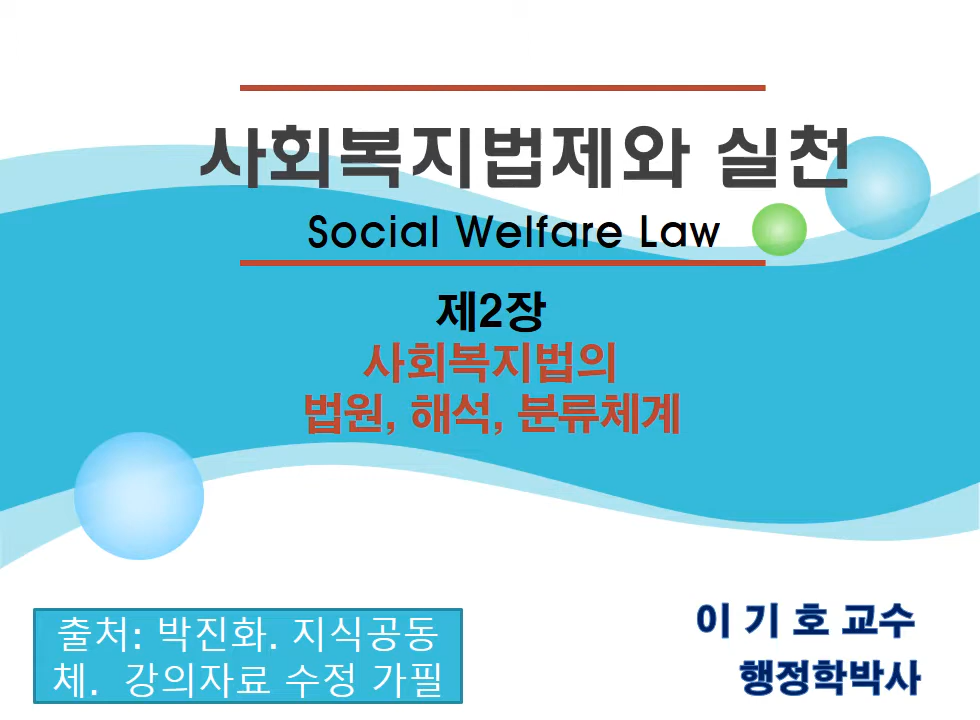 사회복지법제와 실천
Social Welfare Law
제2장
사회복지법의
법원, 해석, 분류체계
출처: 박진화. 지식공동
체. 강의자료 수정 가필
이 기 호 교수
행정학박사